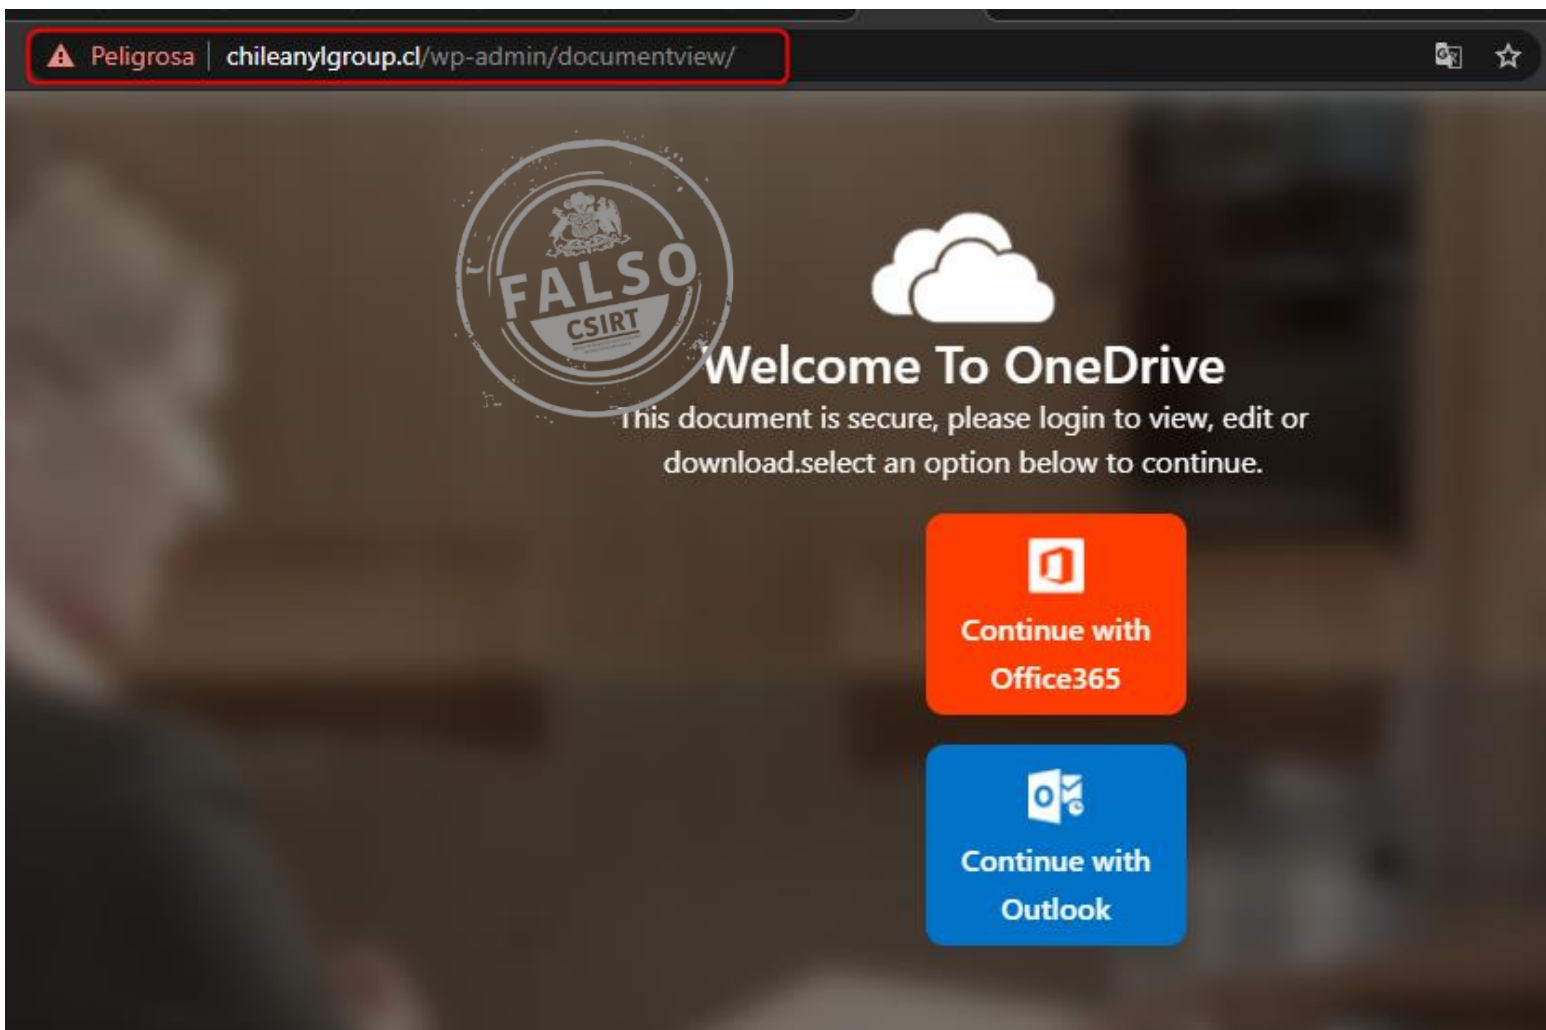 Peligrosa | chileanylgroup.cl/wp-admin/documentview/
FALSO
CSIRT
Welcome To OneDrive
This document is secure, please login to view, edit or
download.select an option below to continue.
Continue with
Office365
Continue with
Outlook